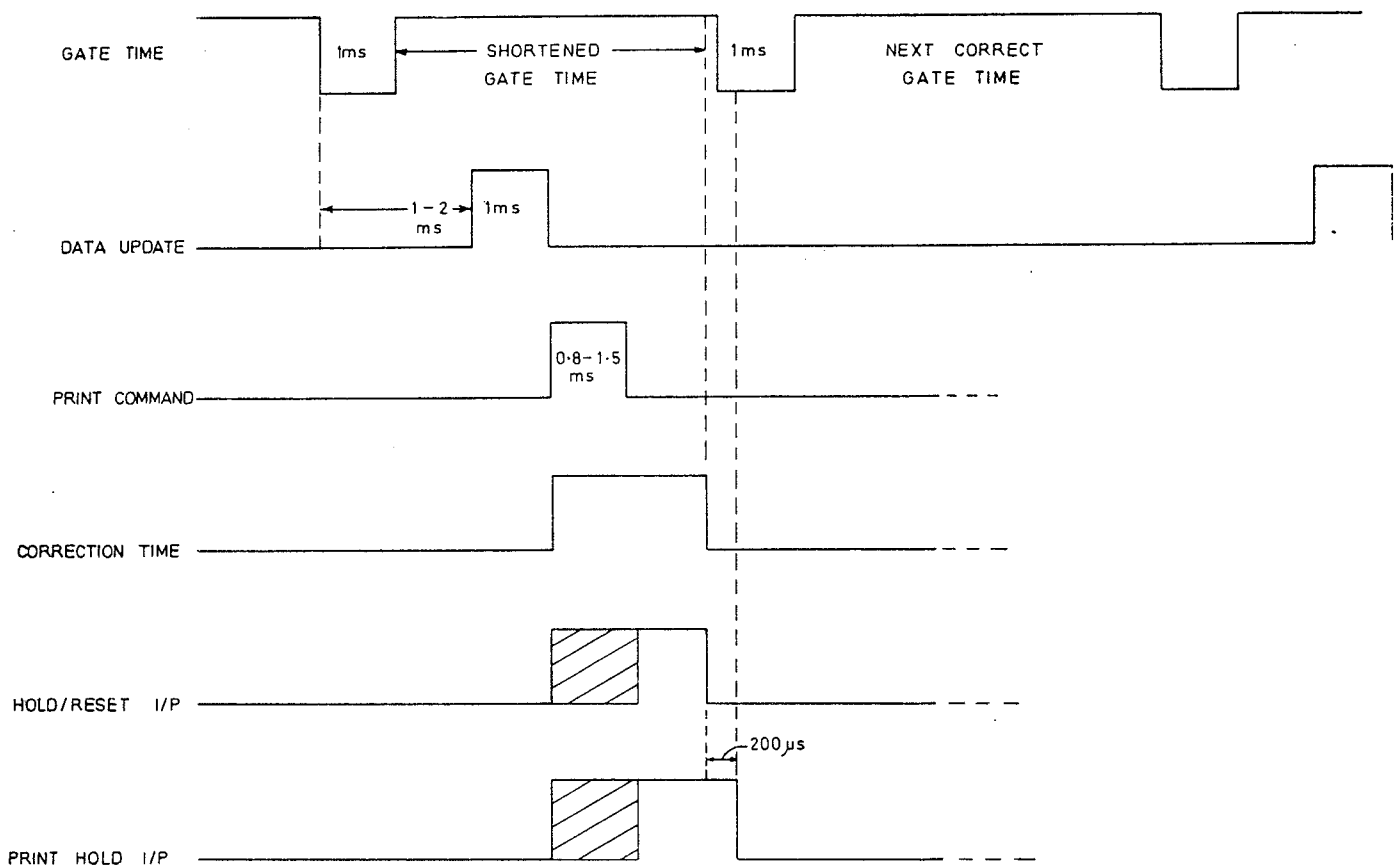 GATE TIME
1ms
SHORTENED
GATE TIME
1ms
NEXT CORRECT
GATE TIME
DATA UPDATE
1-2
ms
1ms
PRINT COMMAND
0·8-1·5
ms
CORRECTION TIME
HOLD/RESET I/P
200µs
PRINT HOLD I/P